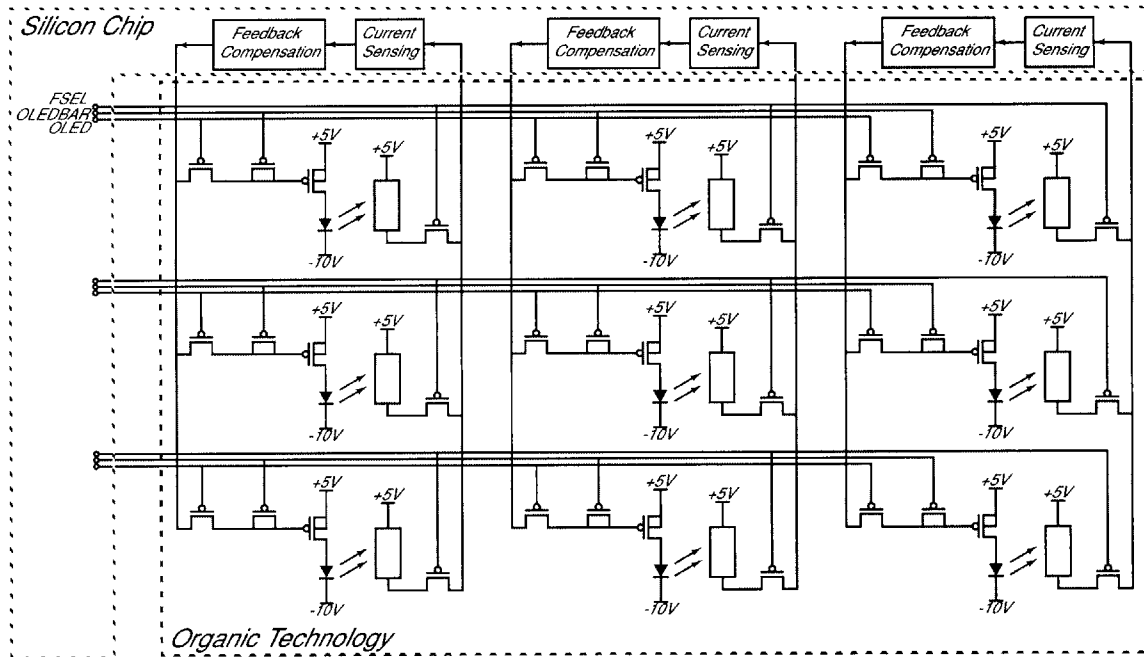 Silicon Chip
Feedback Compensation
Current Sensing
Feedback Compensation
Current Sensing
Feedback Compensation
Current Sensing
FSEL
OLEDBAR
OLED
+5V
+5V
-10V
+5V
+5V
-10V
+5V
+5V
-10V
+5V
+5V
-10V
+5V
+5V
-10V
+5V
+5V
-10V
+5V
+5V
-10V
+5V
+5V
-10V
+5V
+5V
-10V
Organic Technology